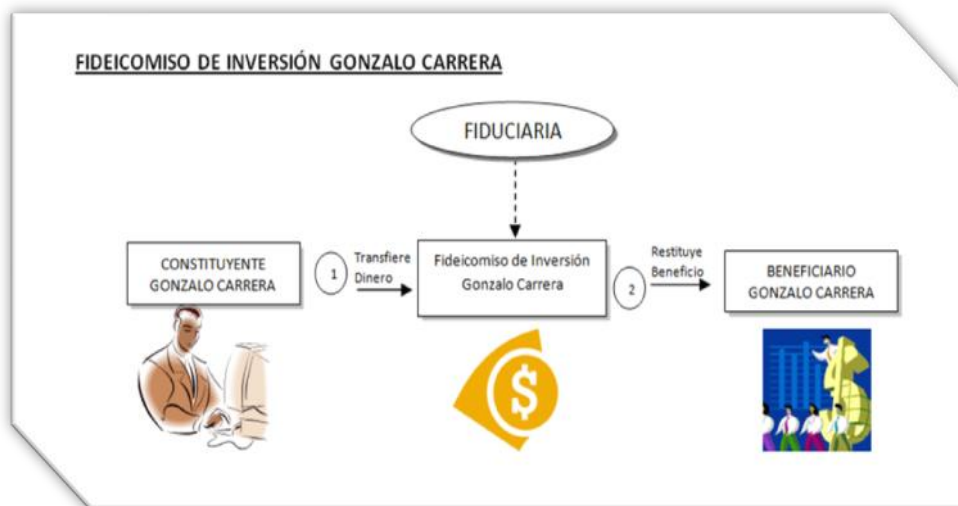 FIDEICOMISO DE INVERSIÓN GONZALO CARRERA
FIDUCIARIA
CONSTITUYENTE
GONZALO CARRERA
1
Transfiere
Dinero
Fideicomiso de Inversión
Gonzalo Carrera
2
Restituye
Beneficio
BENEFICIARIO
GONZALO CARRERA
$